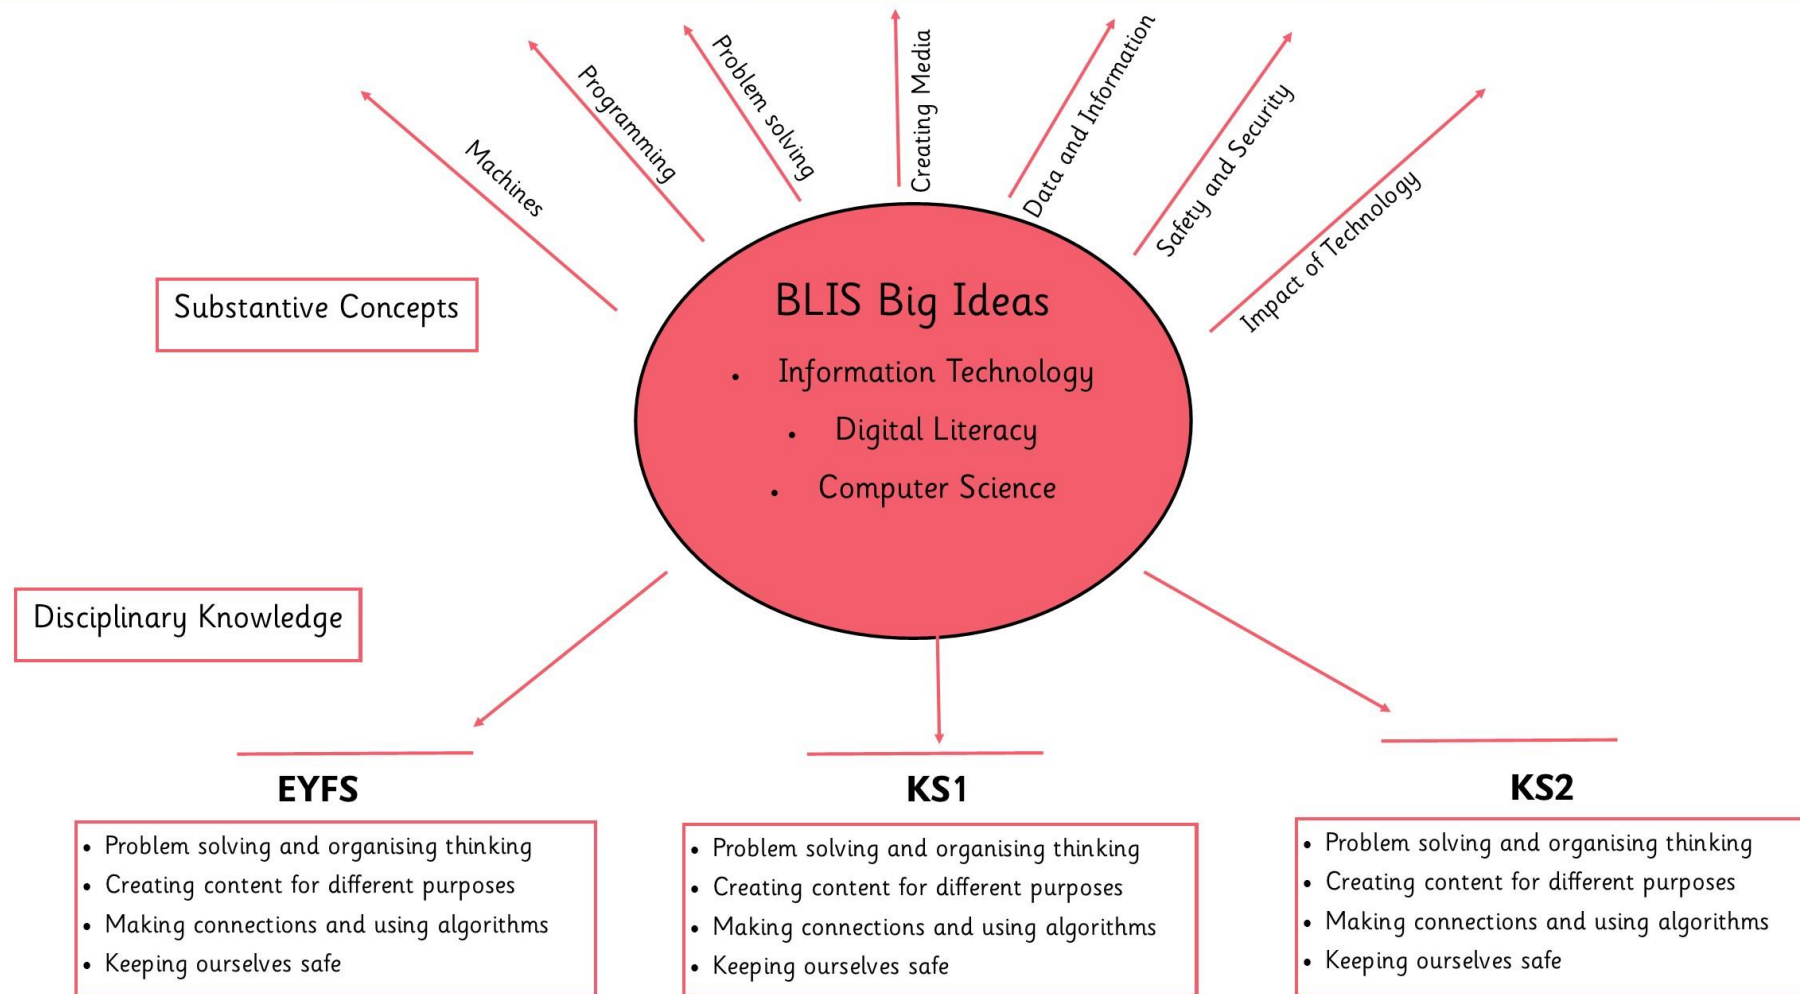 Machines
Programming
Problem solving
Creating Media
Data and Information
Safety and Security
Impact of Technology
Substantive Concepts
BLIS Big Ideas
• Information Technology
• Digital Literacy
• Computer Science
Disciplinary Knowledge
EYFS
• Problem solving and organising thinking
• Creating content for different purposes
• Making connections and using algorithms
• Keeping ourselves safe
KS1
• Problem solving and organising thinking
• Creating content for different purposes
• Making connections and using algorithms
• Keeping ourselves safe
KS2
• Problem solving and organising thinking
• Creating content for different purposes
• Making connections and using algorithms
• Keeping ourselves safe